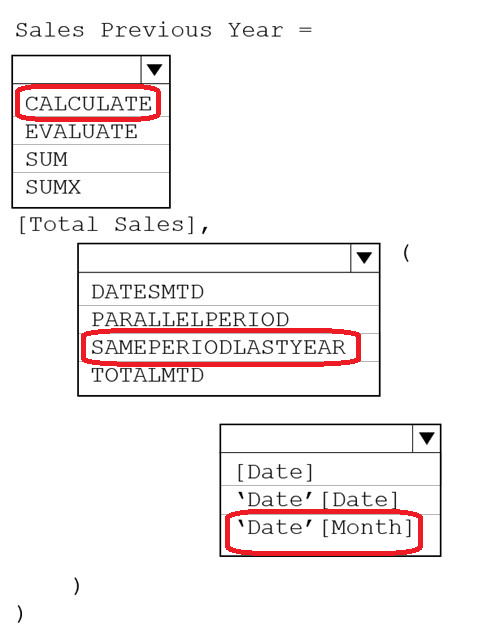 Sales Previous Year =
CALCULATE
EVALUATE
SUM
SUMX
[Total Sales],
(
DATESMTD
PARALLELPERIOD
SAMEPERIODLASTYEAR
TOTALMTD
[Date]
‘Date’[Date]
‘Date’[Month]
)
)